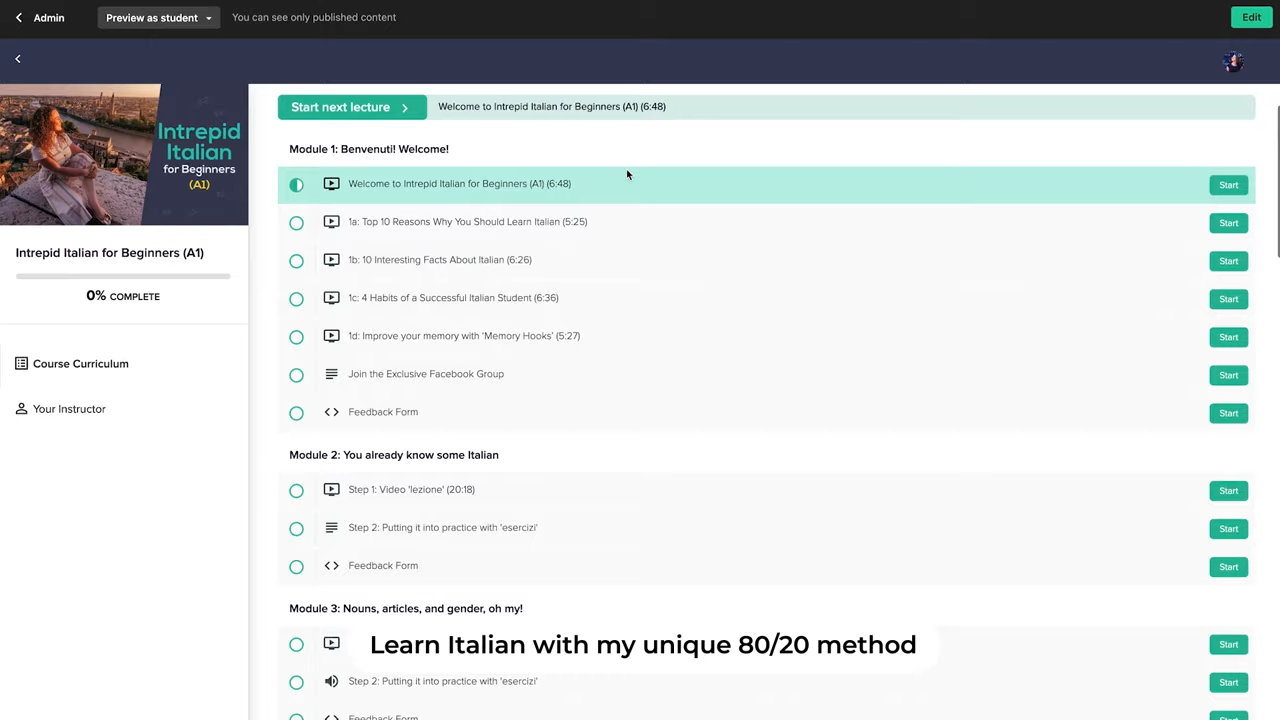 Admin
Preview as student
You can see only published content
Edit
Intrepid
Italian
for Beginners
(A1)
Intrepid Italian for Beginners (A1)
0% COMPLETE
Course Curriculum
Your Instructor
Start next lecture
Welcome to Intrepid Italian for Beginners (A1) (6:48)
Module 1: Benvenuti! Welcome!
Welcome to Intrepid Italian for Beginners (A1) (6:48) Start
1a: Top 10 Reasons Why You Should Learn Italian (5:25) Start
1b: 10 Interesting Facts About Italian (6:26) Start
1c: 4 Habits of a Successful Italian Student (6:36) Start
1d: Improve your memory with 'Memory Hooks' (5:27) Start
Join the Exclusive Facebook Group Start
Feedback Form Start
Module 2: You already know some Italian
Step 1: Video 'lezione' (20:18) Start
Step 2: Putting it into practice with 'esercizi' Start
Feedback Form Start
Module 3: Nouns, articles, and gender, oh my!
Start
Learn Italian with my unique 80/20 method
Step 2: Putting it into practice with 'esercizi' Start
Feedback Form